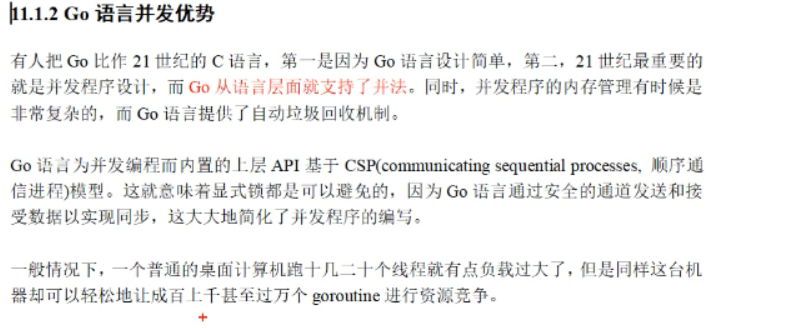 11.1.2 Go 语言并发优势
有人把 Go 比作 21 世纪的 C 语言，第一是因为 Go 语言设计简单，第二，21 世纪最重要的
就是并发程序设计，而 Go 从语言层面就支持了并法。同时，并发程序的内存管理有时候是
非常复杂的，而 Go 语言提供了自动垃圾回收机制。
Go 语言为并发编程而内置的上层 API 基于 CSP(communicating sequential processes, 顺序通
信进程)模型。这就意味着显式锁都是可以避免的，因为 Go 语言通过安全的通道发送和接
受数据以实现同步，这大大地简化了并发程序的编写。
一般情况下，一个普通的桌面计算机跑十几二十个线程就有点负载过大了，但是同样这台机
器却可以轻松地让成百上千甚至过万个 goroutine 进行资源竞争。